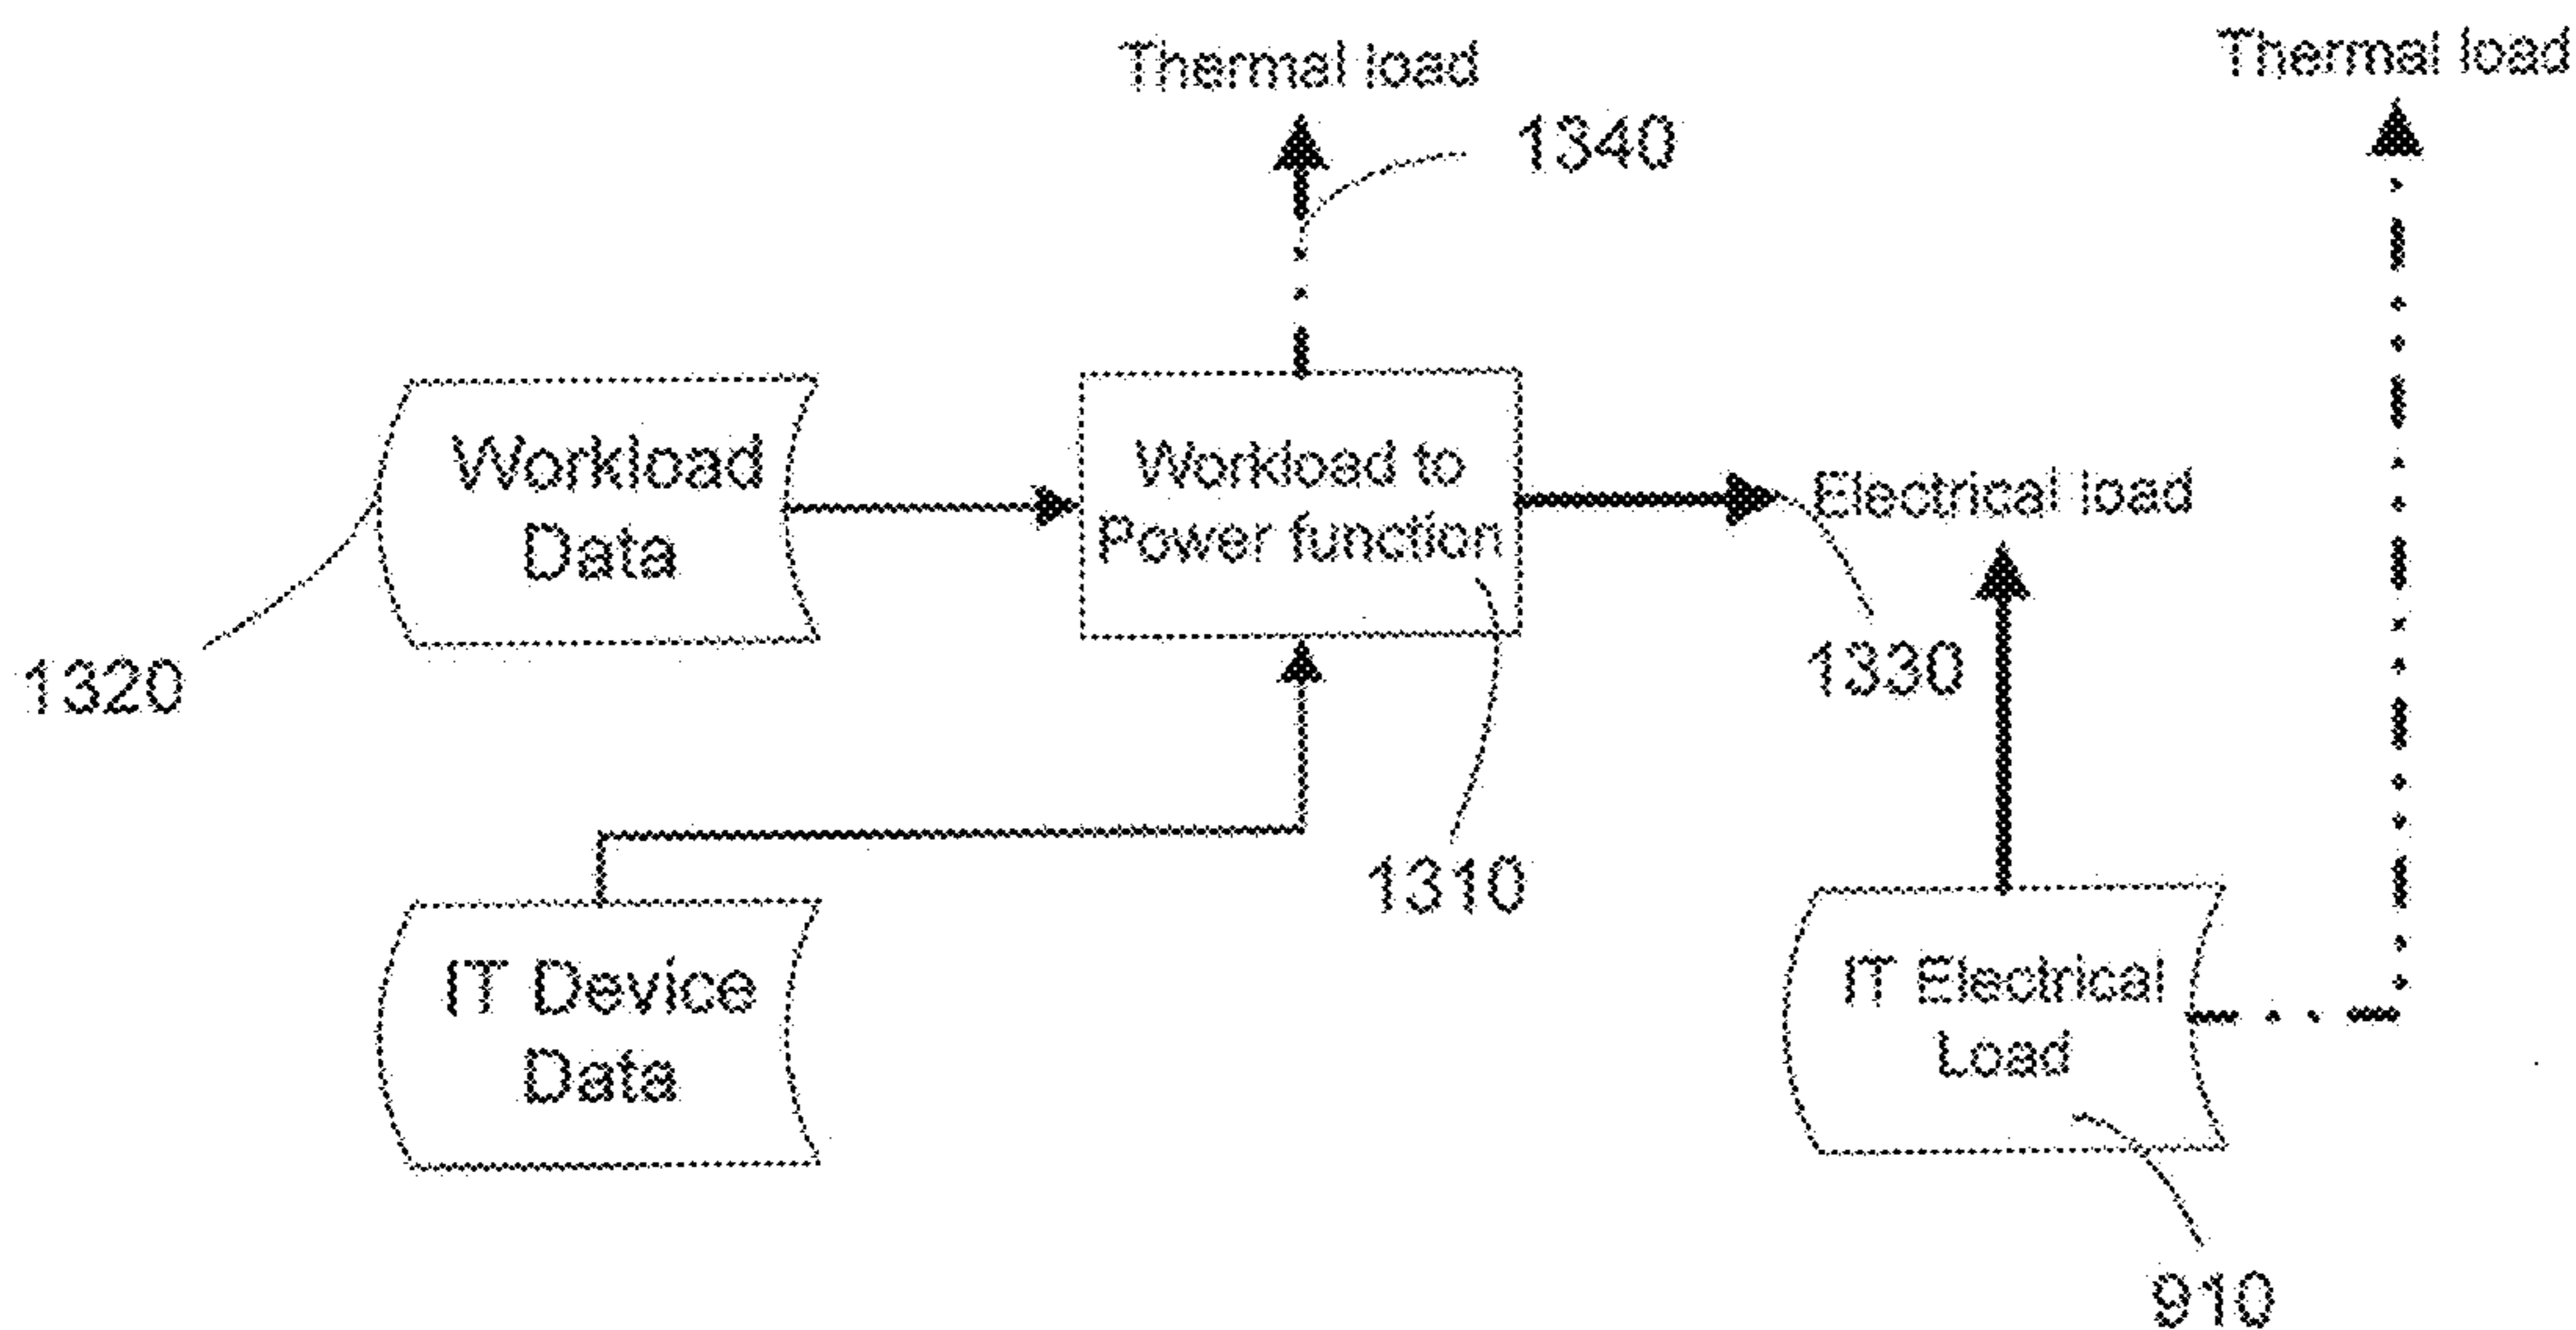 Thermal load
Thermal load
1340
Workload
Data
Workload to
Power function
Electrical load
1320
1330
1310
IT Device
Data
IT Electrical
Load
910